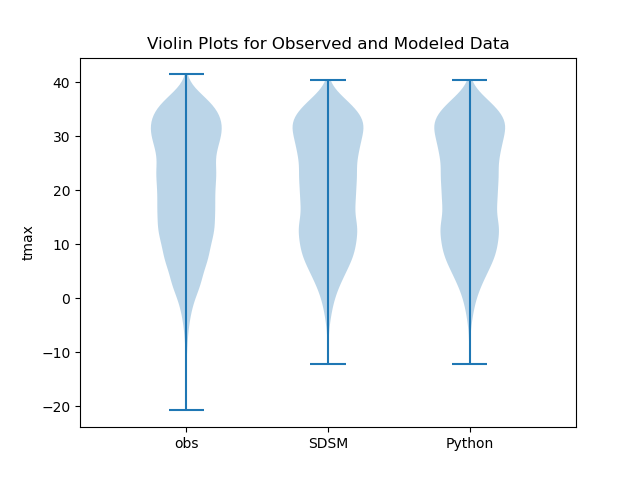 Violin Plots for Observed and Modeled Data
40
30
20
10
0
−10
−20
tmax
obs
SDSM
Python